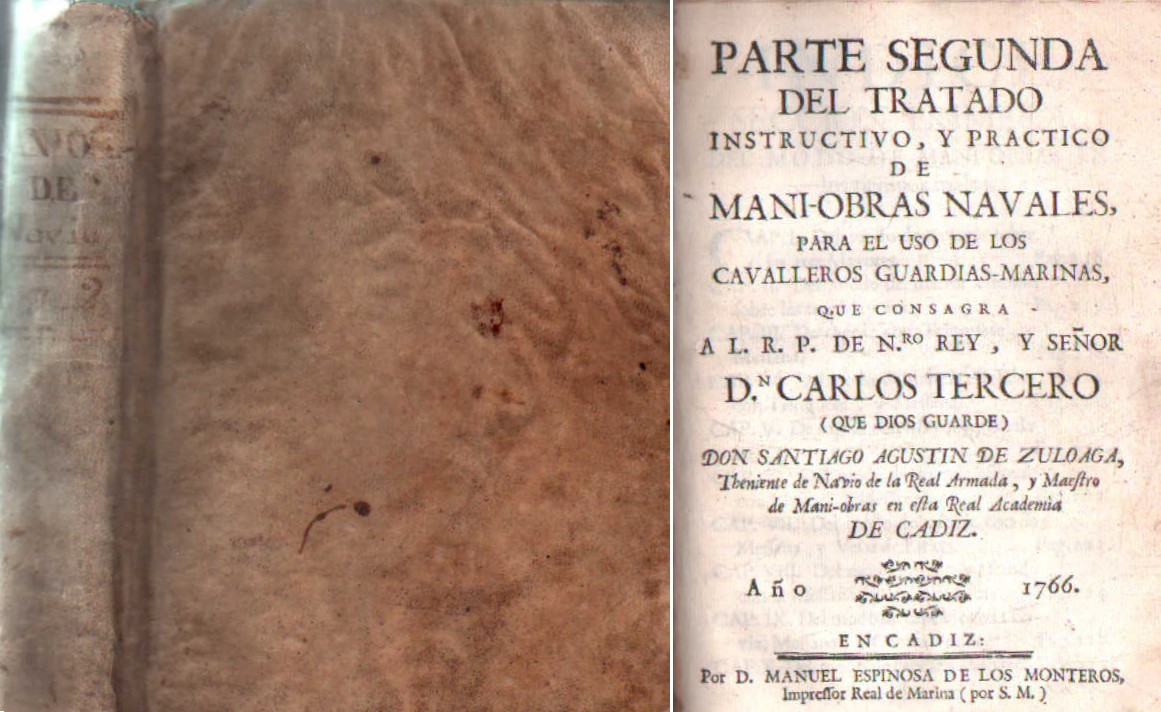 DE
PARTE SEGUNDA
DEL TRATADO
INSTRUCTIVO, Y PRACTICO
DE
MANI-OBRAS NAVALES,
PARA EL USO DE LOS
CAVALLEROS GUARDIAS-MARINAS,
QUE CONSAGRA
A L. R. P. DE N.RO REY, Y SEÑOR
D.N CARLOS TERCERO
(QUE DIOS GUARDE)
DON SANTIAGO AGUSTIN DE ZULOAGA,
Theniente de Navio de la Real Armada, y Maeſtro
de Mani-obras en eſta Real Academia
DE CADIZ.
Año 1766.
EN CADIZ:
Por D. MANUEL ESPINOSA DE LOS MONTEROS,
Impreſſor Real de Marina (por S. M.)